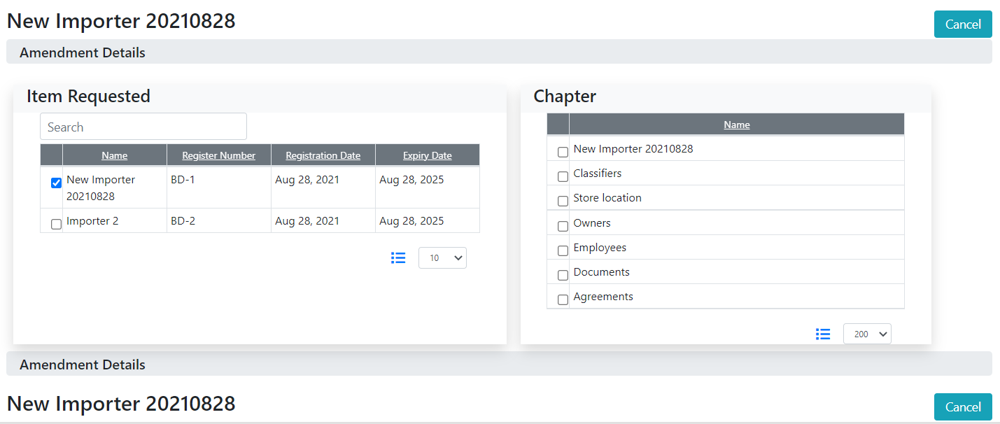 New Importer 20210828
Cancel
Amendment Details
Item Requested
Search
Name Register Number Registration Date Expiry Date
New Importer 20210828 BD-1 Aug 28, 2021 Aug 28, 2025
Importer 2 BD-2 Aug 28, 2021 Aug 28, 2025
10
Chapter
Name
New Importer 20210828
Classifiers
Store location
Owners
Employees
Documents
Agreements
200
Amendment Details
New Importer 20210828
Cancel